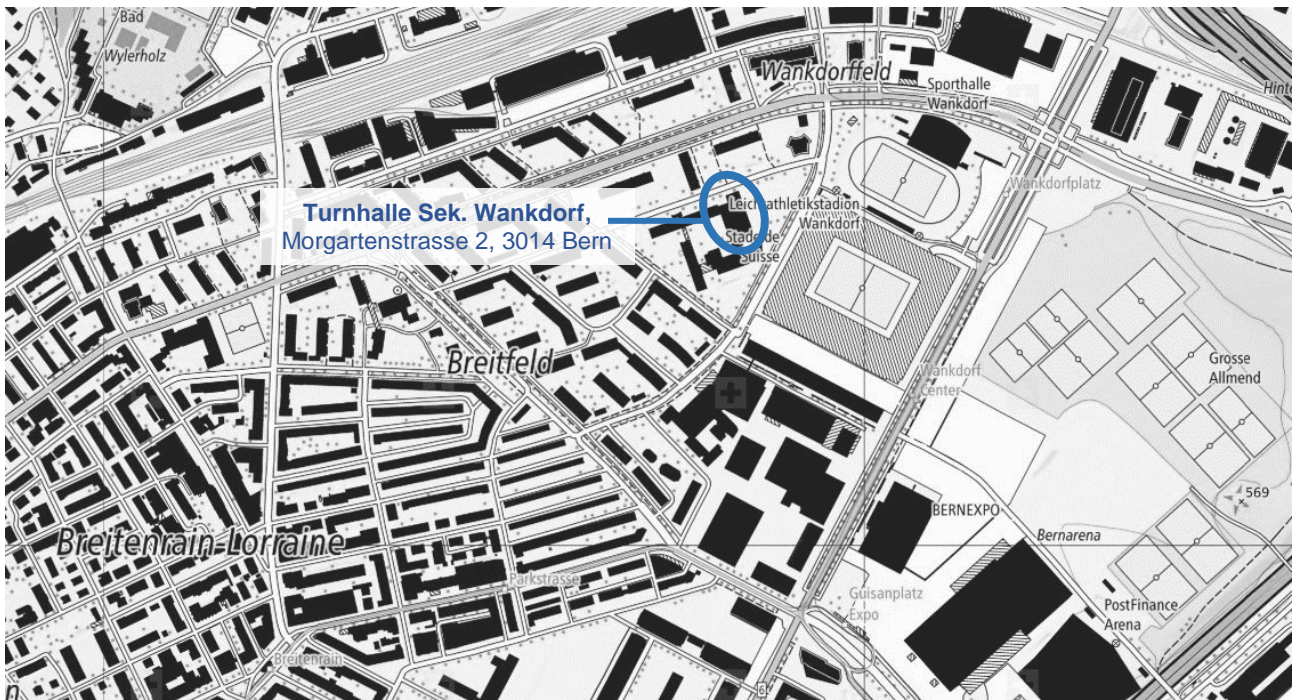 Bad
Wylerholz
Wankdorffeld
Sporthalle
Wankdorf
Wankdorfplatz
Turnhalle Sek. Wankdorf,
Morgartenstrasse 2, 3014 Bern
Leichtathletikstadion
Wankdorf
Stade de
Suisse
Breitfeld
Wankdorf
Center
Grosse
Allmend
569
BERNEXPO
Bernarena
Breitenrain-Lorraine
Parkstrasse
Guisanplatz
Expo
PostFinance
Arena
Breitenrain
6